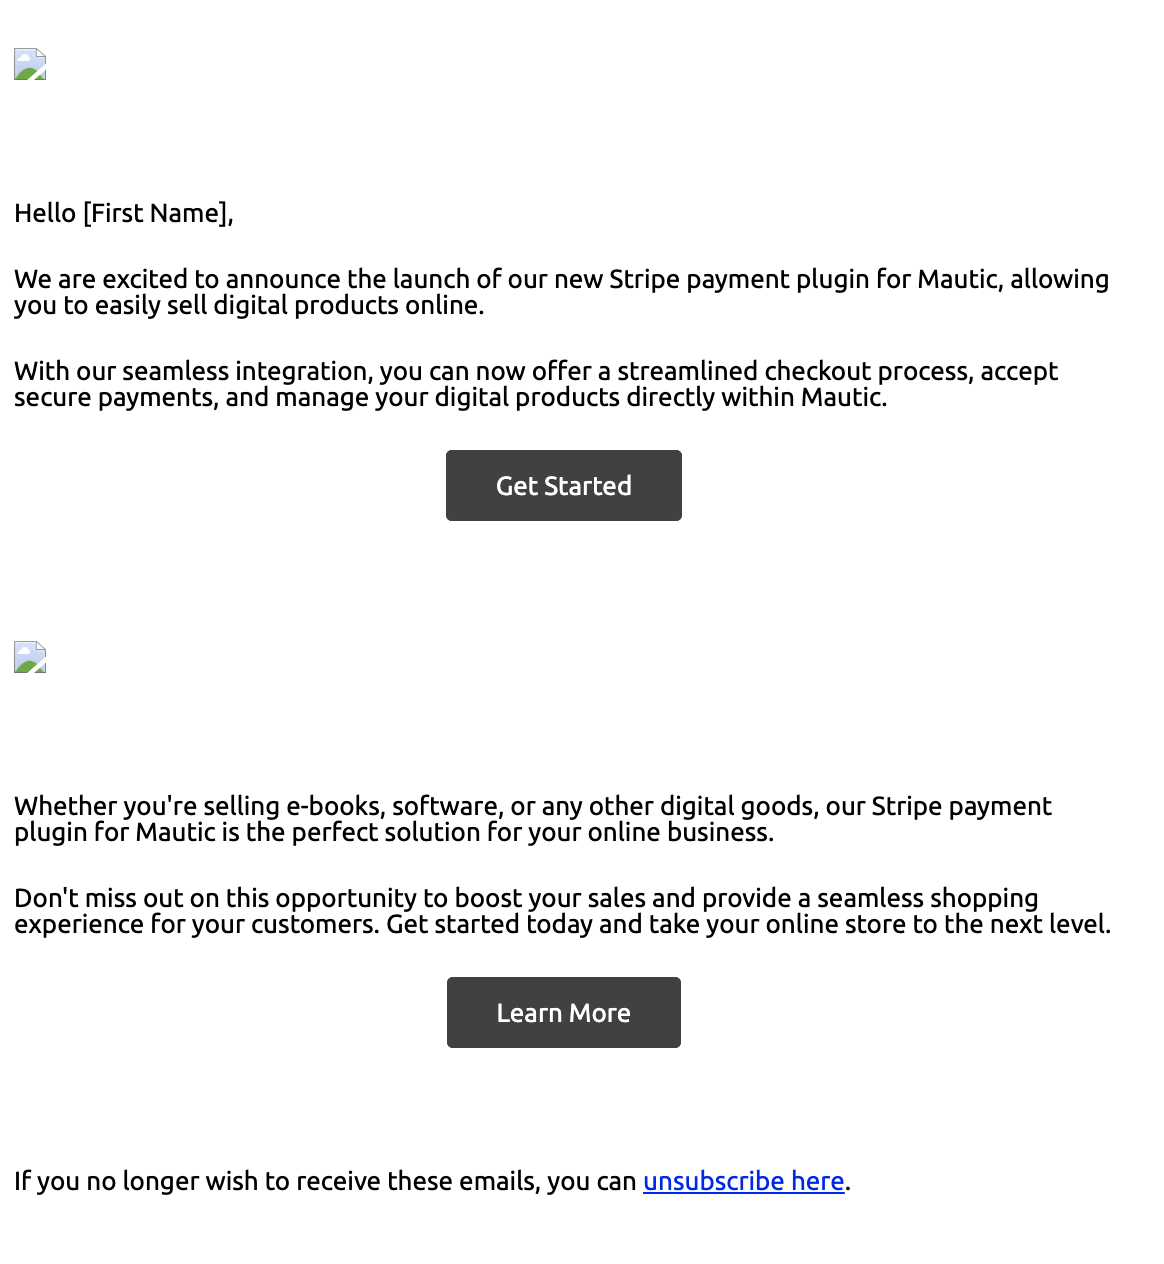 Hello [First Name],
We are excited to announce the launch of our new Stripe payment plugin for Mautic, allowing
you to easily sell digital products online.
With our seamless integration, you can now offer a streamlined checkout process, accept
secure payments, and manage your digital products directly within Mautic.
Get Started
Whether you're selling e-books, software, or any other digital goods, our Stripe payment
plugin for Mautic is the perfect solution for your online business.
Don't miss out on this opportunity to boost your sales and provide a seamless shopping
experience for your customers. Get started today and take your online store to the next level.
Learn More
If you no longer wish to receive these emails, you can unsubscribe here.